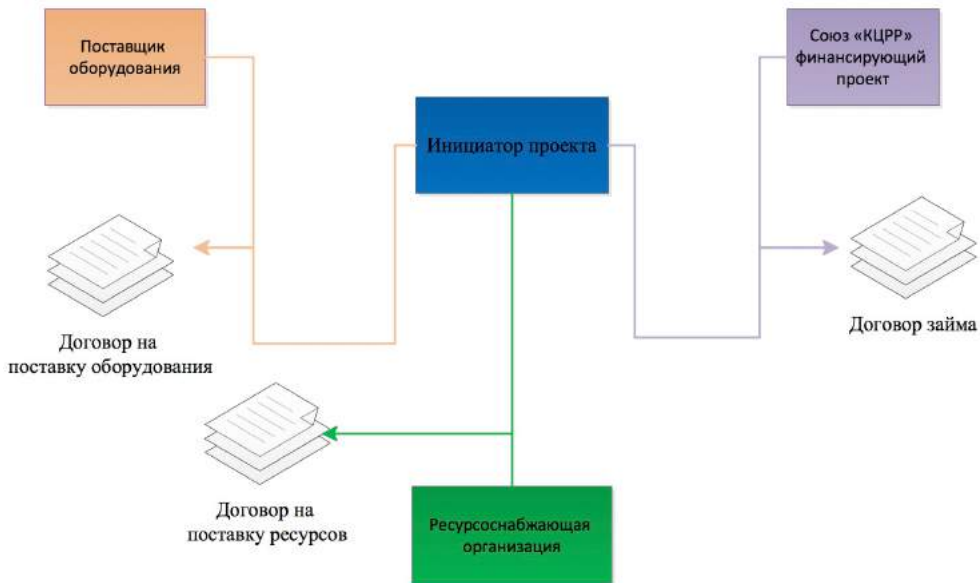 Поставщик
оборудования
Союз «КЦРР»
финансирующий
проект
Инициатор проекта
Договор на
поставку оборудования
Договор займа
Договор на
поставку ресурсов
Ресурсоснабжающая
организация